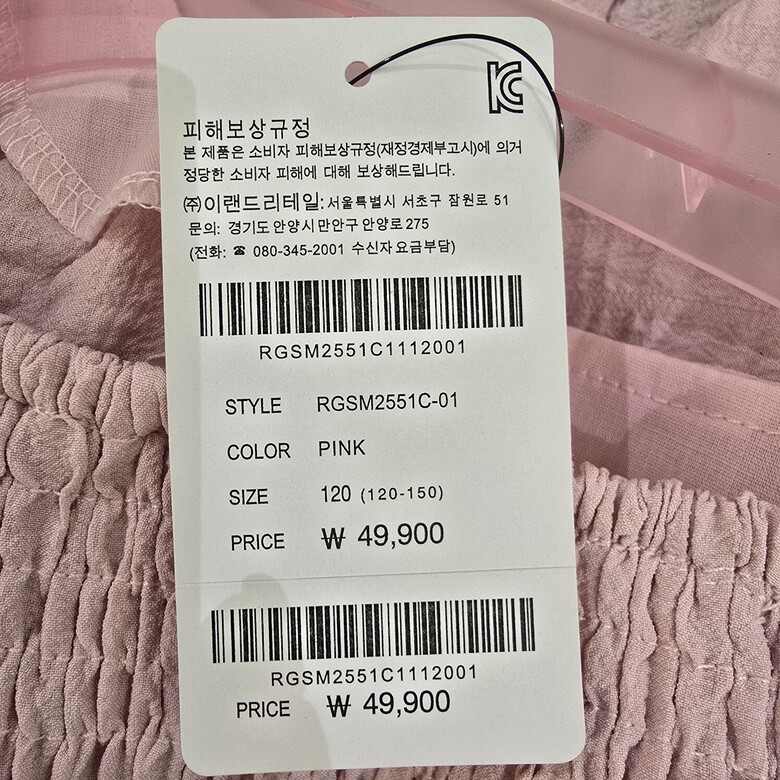 KC
피해보상규정
본 제품은 소비자 피해보상규정(재정경제부고시)에 의거
정당한 소비자 피해에 대해 보상해드립니다.
㈜이랜드리테일: 서울특별시 서초구 잠원로 51
문의: 경기도 안양시 만안구 안양로 275
(전화: ☎ 080-345-2001 수신자 요금부담)
RGSM2551C1112001
STYLE RGSM2551C-01
COLOR PINK
SIZE 120 (120-150)
PRICE ₩ 49,900
RGSM2551C1112001
PRICE ₩ 49,900